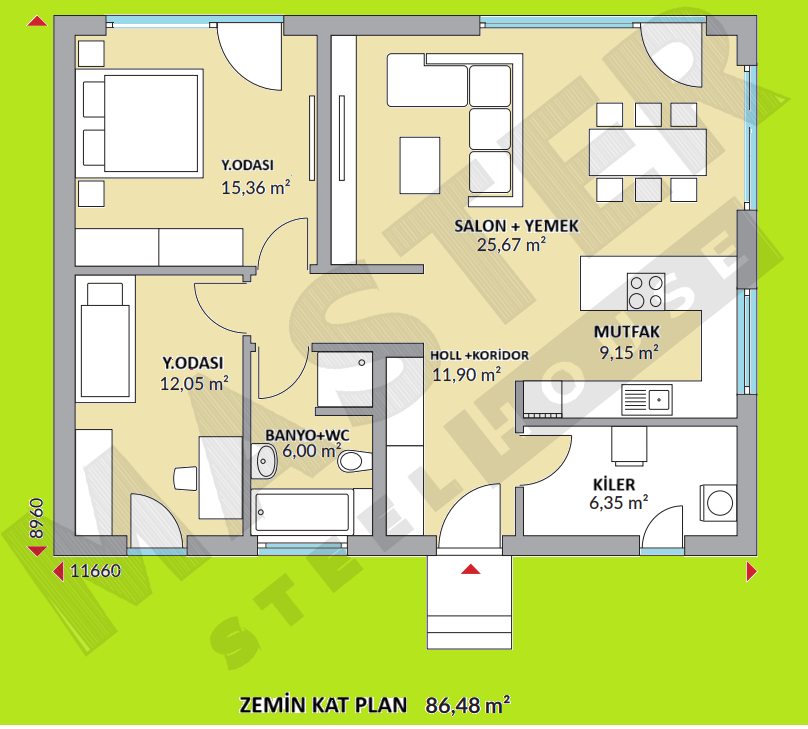 Y.ODASI
15,36 m²
SALON + YEMEK
25,67 m²
MUTFAK
9,15 m²
HOLL +KORİDOR
11,90 m²
Y.ODASI
12,05 m²
BANYO+WC
6,00 m²
KİLER
6,35 m²
8960
11660
MASTER
STEEL HOUSE
ZEMİN KAT PLAN 86,48 m²